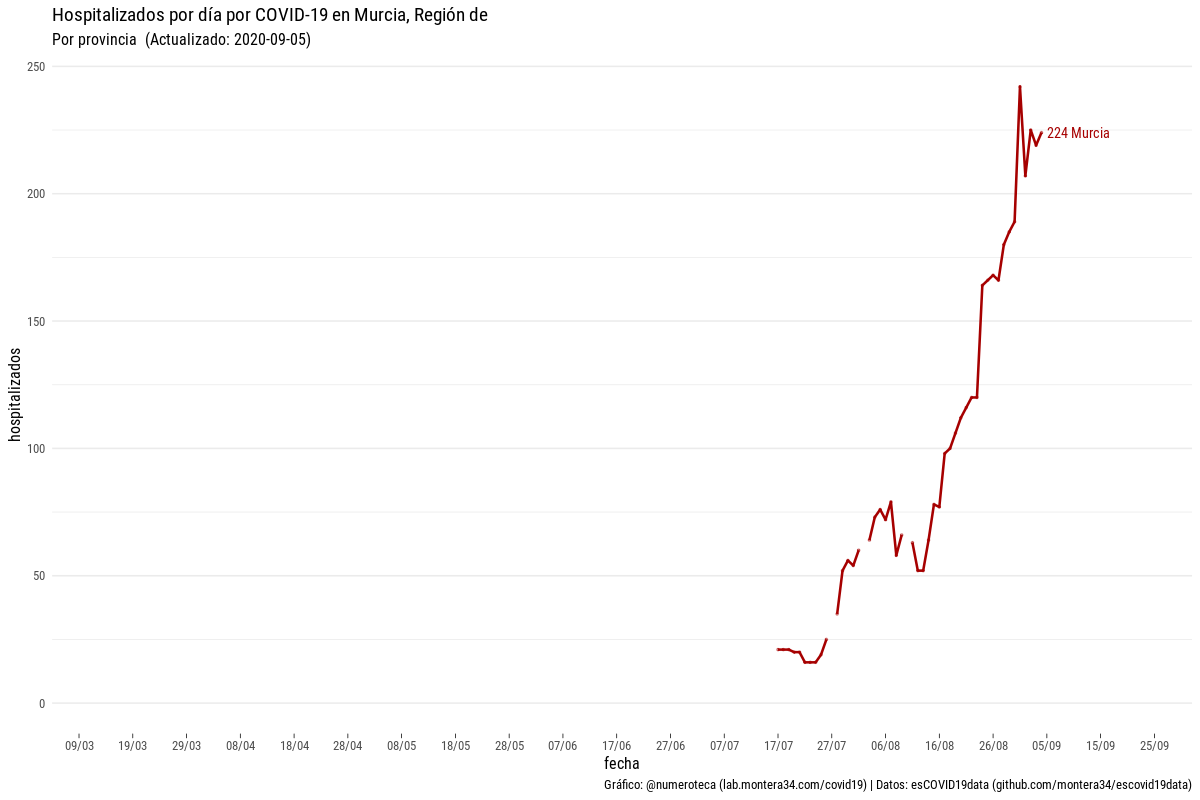 Hospitalizados por día por COVID-19 en Murcia, Región de
Por provincia (Actualizado: 2020-09-05)
250
200
150
100
50
0
hospitalizados
224 Murcia
09/03 19/03 29/03 08/04 18/04 28/04 08/05 18/05 28/05 07/06 17/06 27/06 07/07 17/07 27/07 06/08 16/08 26/08 05/09 15/09 25/09
fecha
Gráfico: @numeroteca (lab.montera34.com/covid19) | Datos: esCOVID19data (github.com/montera34/escovid19data)